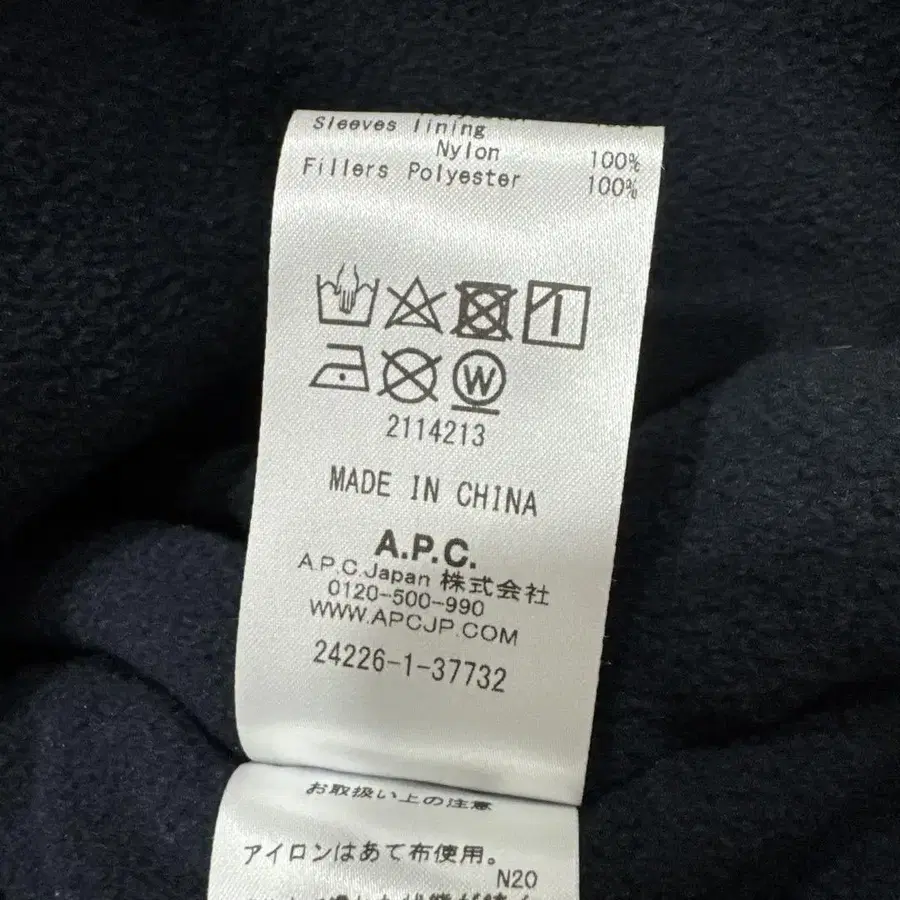 Sleeves lining
Nylon 100%
Fillers Polyester 100%
W
2114213
MADE IN CHINA
A.P.C.
A.P.C.Japan 株式会社
0120-500-990
WWW.APCJP.COM
24226-1-37732
お取扱い上の注意
アイロンはあて布使用。
N20